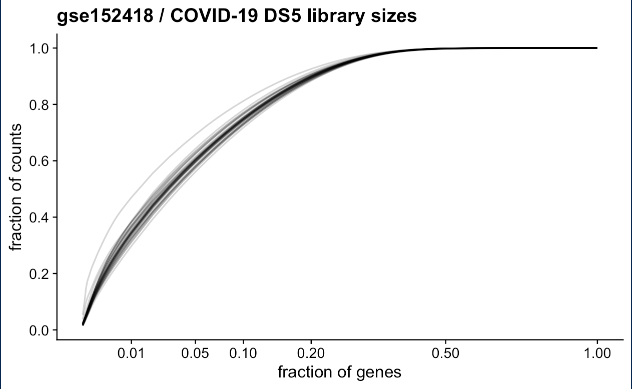 gse152418 / COVID-19 DS5 library sizes
1.0
0.8
0.6
0.4
0.2
0.0
fraction of counts
0.01 0.05 0.10 0.20 0.50 1.00
fraction of genes